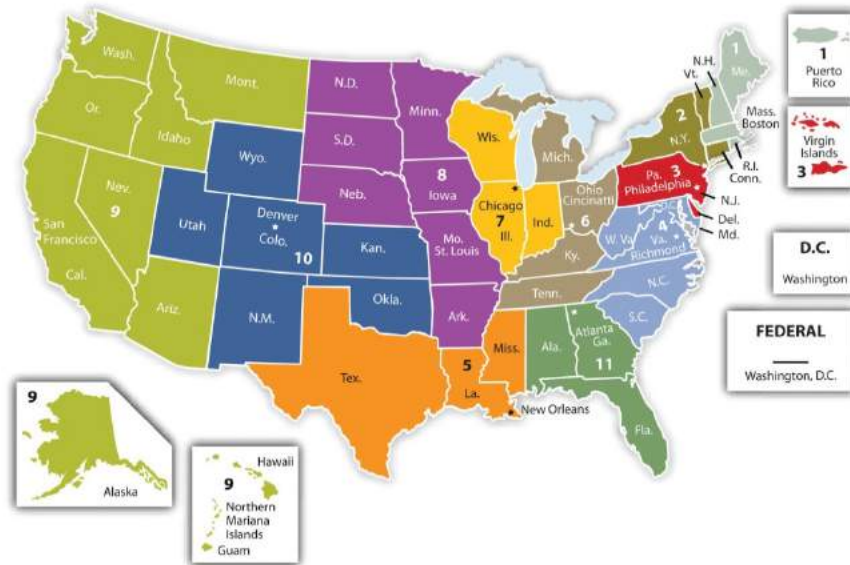 Wash.
Or.
Idaho
Mont.
Wyo.
Nev.
9
San
Francisco
Cal.
Utah
Denver
Colo.
10
Ariz.
N.M.
N.D.
S.D.
Neb.
Kan.
Okla.
Tex.
Minn.
8
Iowa
Mo.
St. Louis
Ark.
5
La.
Miss.
New Orleans
Wis.
Chicago
7
Ill.
Ind.
Mich.
Ohio
Cincinatti
6
Ky.
Tenn.
Ala.
Atlanta
Ga.
11
Fla.
W. Va.
4
Va.
Richmond
N.C.
S.C.
Pa.
3
Philadelphia
2
N.Y.
Vt.
N.H.
1
Me.
Mass.
Boston
R.I.
Conn.
N.J.
Del.
Md.
1
Puerto
Rico
Virgin
Islands
3
D.C.
Washington
FEDERAL
Washington, D.C.
9
Alaska
Hawaii
9
Northern
Mariana
Islands
Guam